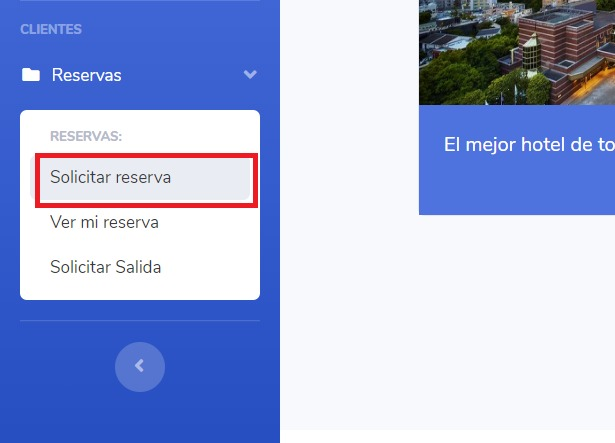 CLIENTES
Reservas
RESERVAS:
Solicitar reserva
Ver mi reserva
Solicitar Salida
El mejor hotel de to